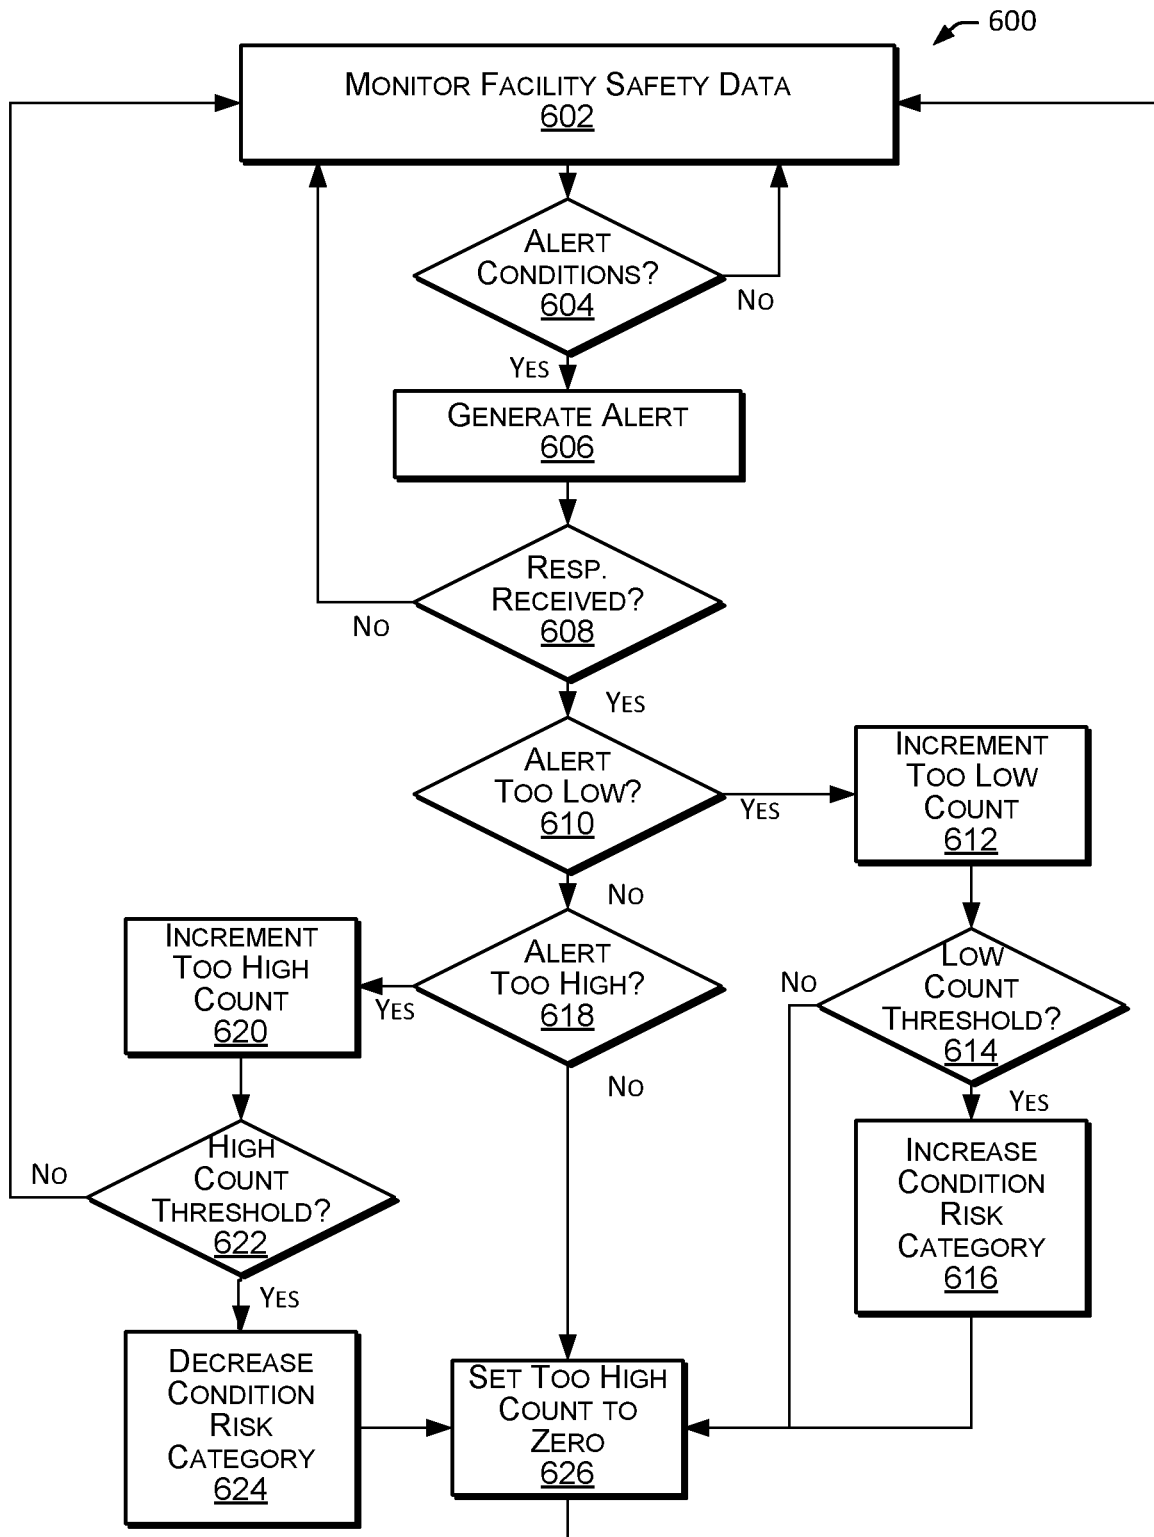 600
MONITOR FACILITY SAFETY DATA
602
ALERT
CONDITIONS?
604
NO
YES
GENERATE ALERT
606
RESP.
RECEIVED?
608
NO
YES
ALERT
TOO LOW?
610
YES
NO
INCREMENT
TOO LOW
COUNT
612
ALERT
TOO HIGH?
618
YES
NO
INCREMENT
TOO HIGH
COUNT
620
LOW
COUNT
THRESHOLD?
614
NO
YES
HIGH
COUNT
THRESHOLD?
622
NO
YES
INCREASE
CONDITION
RISK
CATEGORY
616
DECREASE
CONDITION
RISK
CATEGORY
624
SET TOO HIGH
COUNT TO
ZERO
626